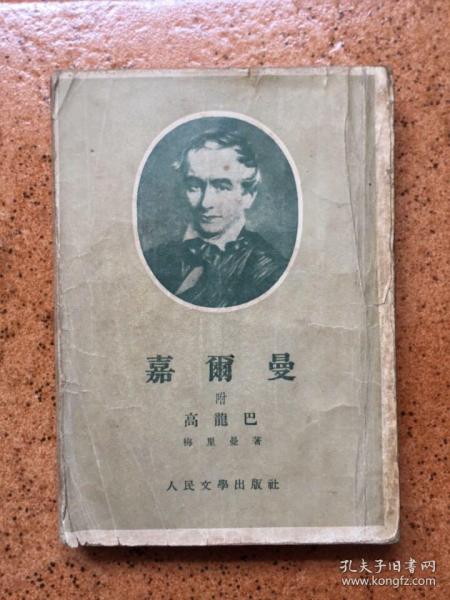 嘉爾曼
附
高龍巴
梅里曼著
人民文學出版社
孔夫子旧书网
www.kongfz.com